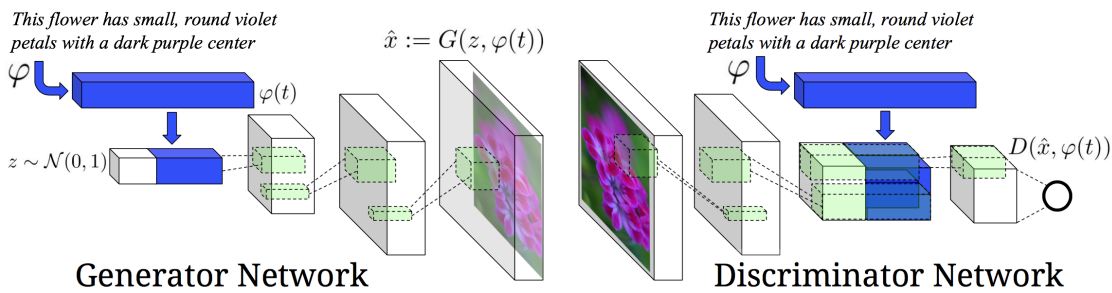 This flower has small, round violet
petals with a dark purple center
φ
φ(t)
z ∼ 𝒩(0, 1)
x̂ := G(z, φ(t))
Generator Network
This flower has small, round violet
petals with a dark purple center
φ
D(x̂, φ(t))
Discriminator Network